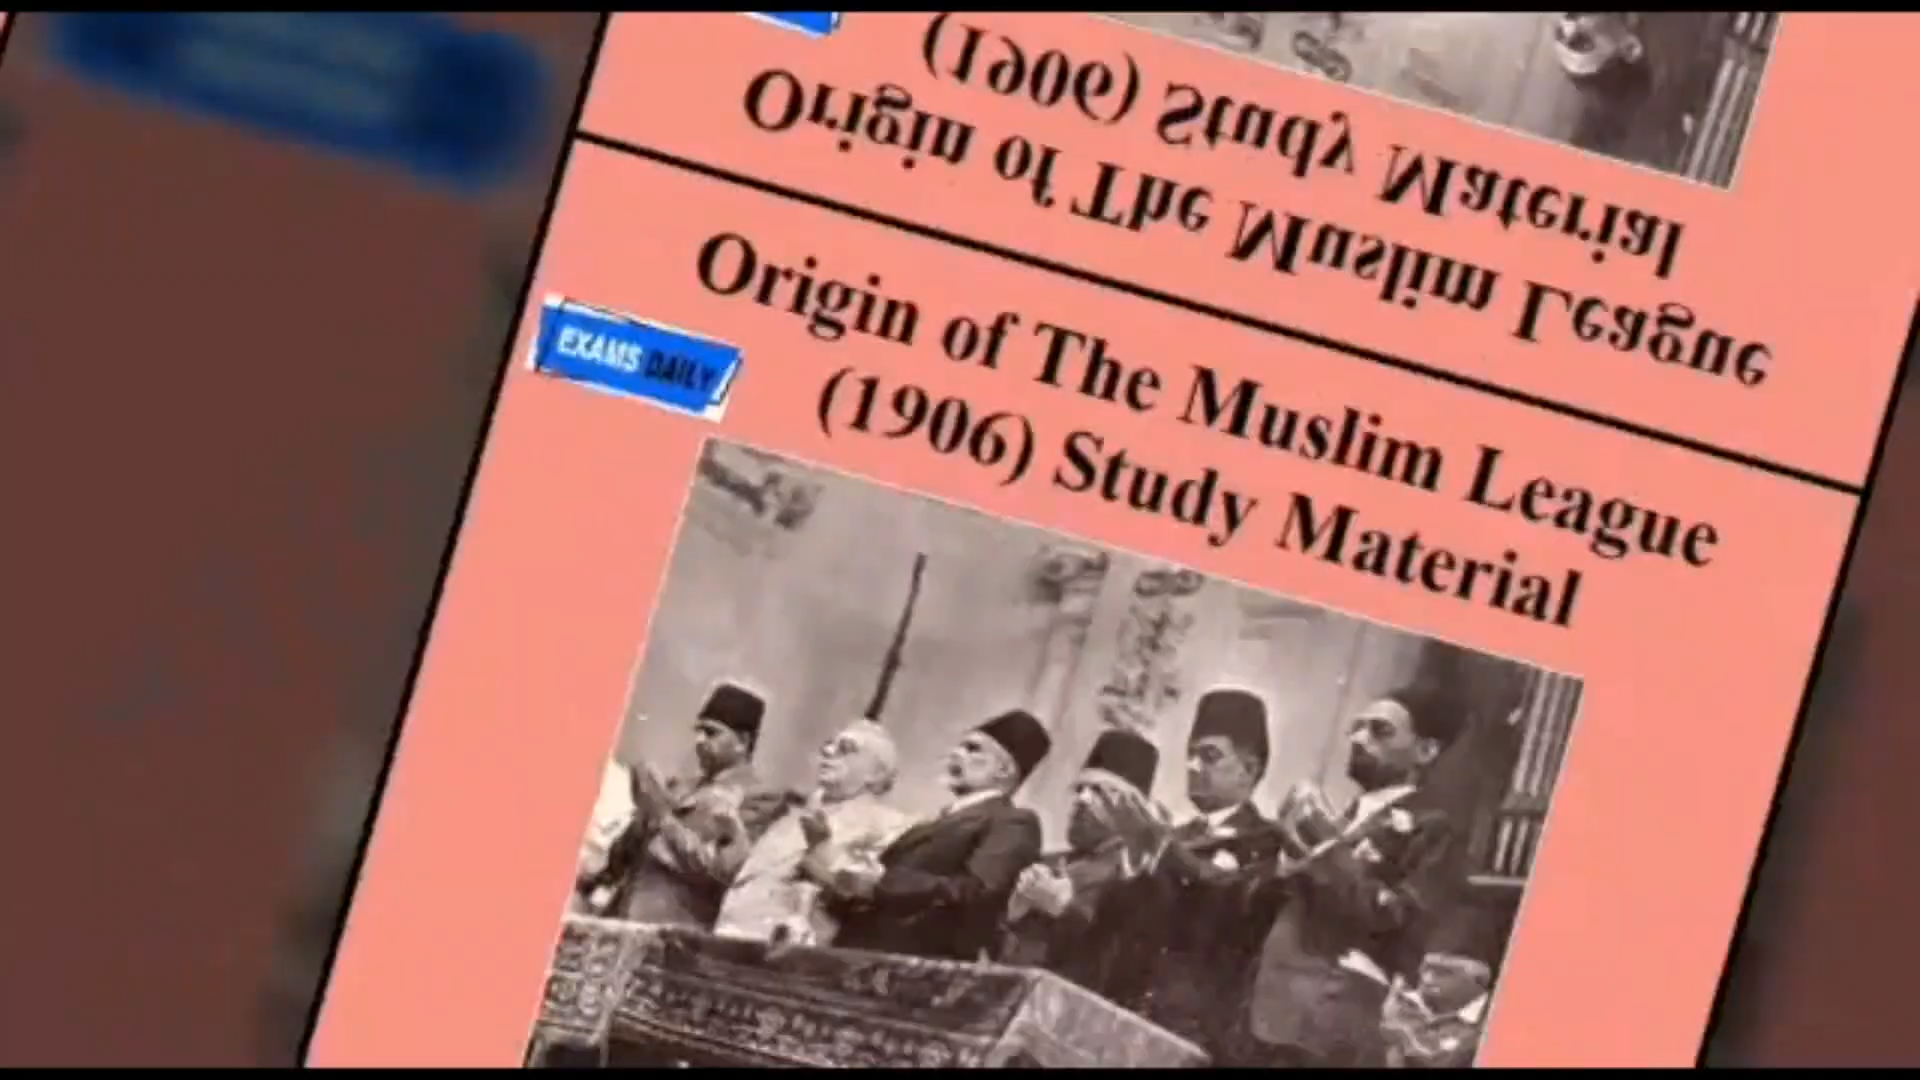 (1906) Study Material
Origin of The Muslim League
Origin of The Muslim League
EXAMS DAILY
(1906) Study Material